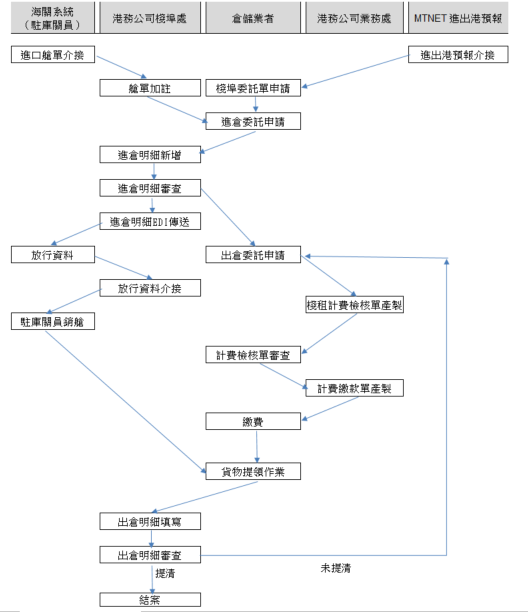 海關系統 港務公司棧埠處 倉儲業者 港務公司業務處 MTNET 進出港預報
（駐庫關員）
進口艙單介接 進出港預報介接
艙單加註 棧埠委託單申請
進倉委託申請
進倉明細新增
進倉明細審查
進倉明細EDI傳送
放行資料 出倉委託申請
放行資料介接
棧租計費檢核單產製
駐庫關員銷艙
計費檢核單審查
計費繳款單產製
繳費
貨物提領作業
出倉明細填寫
出倉明細審查
未提清
提清
結案